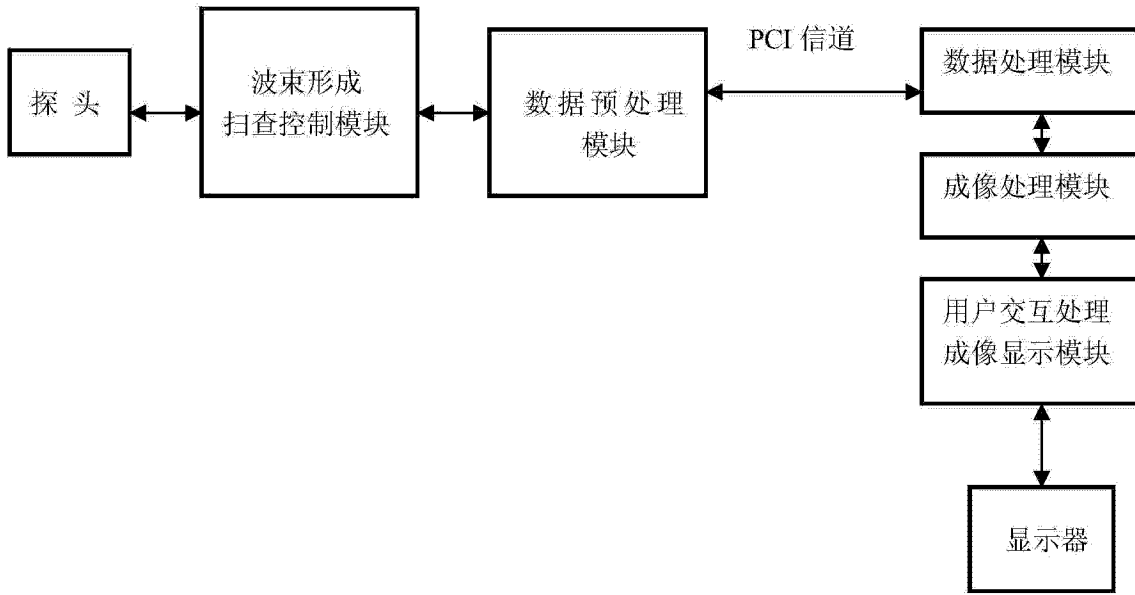 探 头
波束形成
扫查控制模块
数据预处理
模块
PCI 信道
数据处理模块
成像处理模块
用户交互处理
成像显示模块
显示器